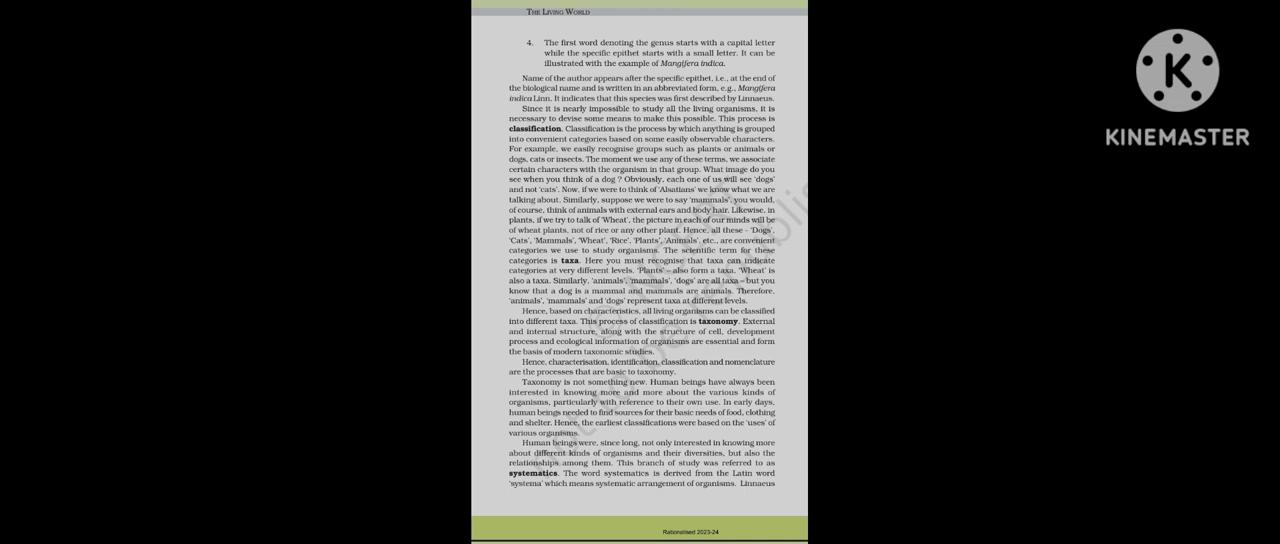 THE LIVING WORLD
4. The first word denoting the genus starts with a capital letter
while the specific epithet starts with a small letter. It can be
illustrated with the example of Mangifera indica.
Name of the author appears after the specific epithet, i.e., at the end of
the biological name and is written in an abbreviated form, e.g., Mangifera
indica Linn. It indicates that this species was first described by Linnaeus.
Since it is nearly impossible to study all the living organisms, it is
necessary to devise some means to make this possible. This process is
classification. Classification is the process by which anything is grouped
into convenient categories based on some easily observable characters.
For example, we easily recognise groups such as plants or animals or
dogs, cats or insects. The moment we use any of these terms, we associate
certain characters with the organism in that group. What image do you
see when you think of a dog ? Obviously, each one of us will see 'dogs'
and not 'cats'. Now, if we were to think of 'Alsatians' we know what we are
talking about. Similarly, suppose we were to say 'mammals', you would,
of course, think of animals with external ears and body hair. Likewise, in
plants, if we try to talk of 'Wheat', the picture in each of our minds will be
of wheat plants, not of rice or any other plant. Hence, all these - 'Dogs',
'Cats', 'Mammals', 'Wheat', 'Rice', 'Plants', 'Animals', etc., are convenient
categories we use to study organisms. The scientific term for these
categories is taxa. Here you must recognise that taxa can indicate
categories at very different levels. 'Plants' – also form a taxa. 'Wheat' is
also a taxa. Similarly, 'animals', 'mammals', 'dogs' are all taxa – but you
know that a dog is a mammal and mammals are animals. Therefore,
'animals', 'mammals' and 'dogs' represent taxa at different levels.
Hence, based on characteristics, all living organisms can be classified
into different taxa. This process of classification is taxonomy. External
and internal structure, along with the structure of cell, development
process and ecological information of organisms are essential and form
the basis of modern taxonomic studies.
Hence, characterisation, identification, classification and nomenclature
are the processes that are basic to taxonomy.
Taxonomy is not something new. Human beings have always been
interested in knowing more and more about the various kinds of
organisms, particularly with reference to their own use. In early days,
human beings needed to find sources for their basic needs of food, clothing
and shelter. Hence, the earliest classifications were based on the 'uses' of
various organisms.
Human beings were, since long, not only interested in knowing more
about different kinds of organisms and their diversities, but also the
relationships among them. This branch of study was referred to as
systematics. The word systematics is derived from the Latin word
'systema' which means systematic arrangement of organisms. Linnaeus
Rationalised 2023-24
K
KINEMASTER